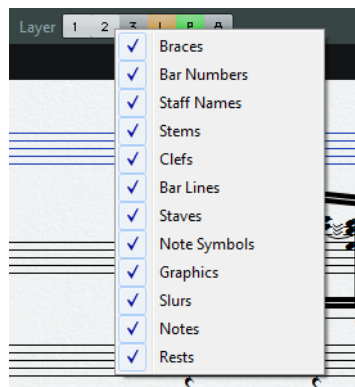 Layer 1 2 3 L P A
Braces
Bar Numbers
Staff Names
Stems
Clefs
Bar Lines
Staves
Note Symbols
Graphics
Slurs
Notes
Rests